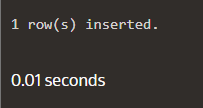 1 row(s) inserted.
0.01 seconds